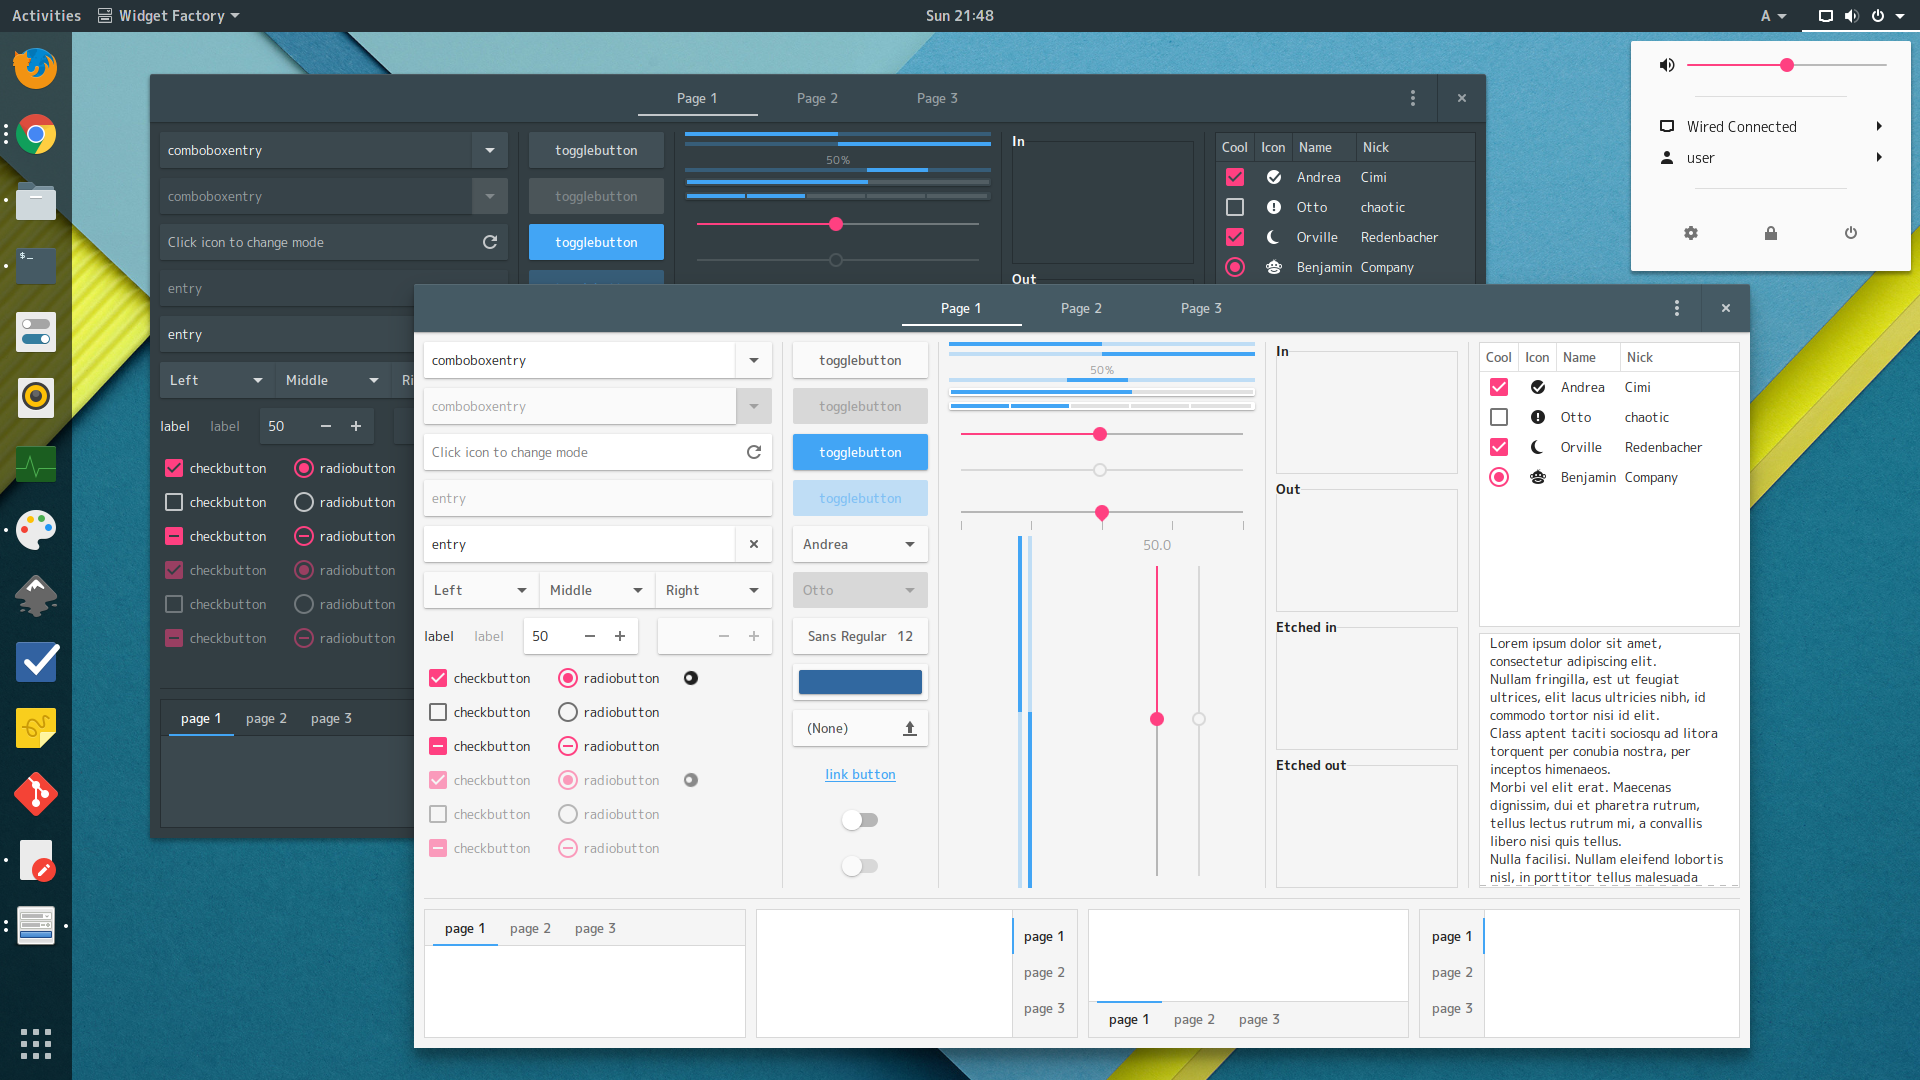 Activities Widget Factory Sun 21:48 A
Page 1 Page 2 Page 3
comboboxentry togglebutton
50%
In
Cool Icon Name Nick
comboboxentry togglebutton
Andrea Cimi
Otto chaotic
Click icon to change mode togglebutton
Orville Redenbacher
entry
Benjamin Company
Out
entry
Left Middle Ri
label label 50
checkbutton radiobutton
checkbutton radiobutton
checkbutton radiobutton
checkbutton radiobutton
checkbutton radiobutton
checkbutton radiobutton
page 1 page 2 page 3
Wired Connected
user
Page 1 Page 2 Page 3
comboboxentry togglebutton
comboboxentry togglebutton
Click icon to change mode togglebutton
entry togglebutton
entry Andrea
Left Middle Right Otto
label label 50 Sans Regular 12
checkbutton radiobutton
checkbutton radiobutton (None)
checkbutton radiobutton
checkbutton radiobutton link button
checkbutton radiobutton
checkbutton radiobutton
50%
50.0
In
Out
Etched in
Etched out
Cool Icon Name Nick
Andrea Cimi
Otto chaotic
Orville Redenbacher
Benjamin Company
Lorem ipsum dolor sit amet,
consectetur adipiscing elit.
Nullam fringilla, est ut feugiat
ultrices, elit lacus ultricies nibh, id
commodo tortor nisi id elit.
Class aptent taciti sociosqu ad litora
torquent per conubia nostra, per
inceptos himenaeos.
Morbi vel elit erat. Maecenas
dignissim, dui et pharetra rutrum,
tellus lectus rutrum mi, a convallis
libero nisi quis tellus.
Nulla facilisi. Nullam eleifend lobortis
nisl, in porttitor tellus malesuada
page 1 page 2 page 3
page 1
page 2
page 3
page 1 page 2 page 3
page 1
page 2
page 3